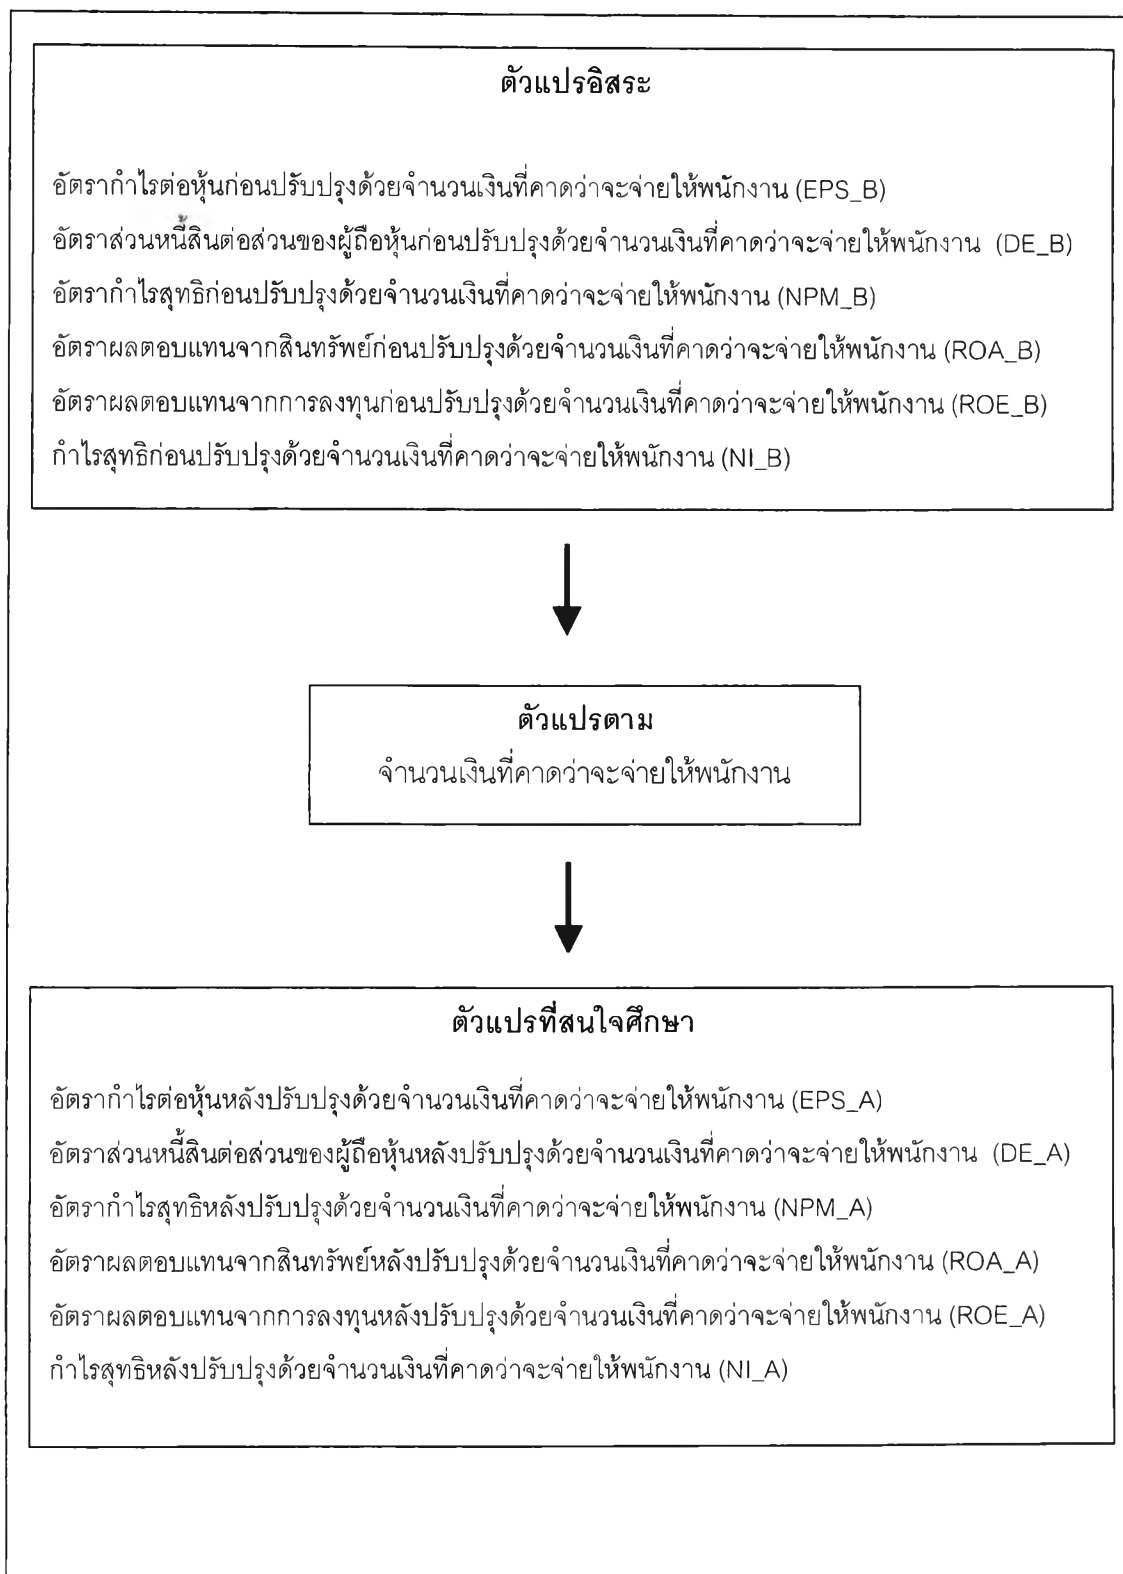 ตัวแปรอิสระ
อัตรากำไรต่อหุ้นก่อนปรับปรุงด้วยจำนวนเงินที่คาดว่าจะจ่ายให้พนักงาน (EPS_B)
อัตราส่วนหนี้สินต่อส่วนของผู้ถือหุ้นก่อนปรับปรุงด้วยจำนวนเงินที่คาดว่าจะจ่ายให้พนักงาน (DE_B)
อัตรากำไรสุทธิก่อนปรับปรุงด้วยจำนวนเงินที่คาดว่าจะจ่ายให้พนักงาน (NPM_B)
อัตราผลตอบแทนจากสินทรัพย์ก่อนปรับปรุงด้วยจำนวนเงินที่คาดว่าจะจ่ายให้พนักงาน (ROA_B)
อัตราผลตอบแทนจากการลงทุนก่อนปรับปรุงด้วยจำนวนเงินที่คาดว่าจะจ่ายให้พนักงาน (ROE_B)
กำไรสุทธิก่อนปรับปรุงด้วยจำนวนเงินที่คาดว่าจะจ่ายให้พนักงาน (NI_B)
ตัวแปรตาม
จำนวนเงินที่คาดว่าจะจ่ายให้พนักงาน
ตัวแปรที่สนใจศึกษา
อัตรากำไรต่อหุ้นหลังปรับปรุงด้วยจำนวนเงินที่คาดว่าจะจ่ายให้พนักงาน (EPS_A)
อัตราส่วนหนี้สินต่อส่วนของผู้ถือหุ้นหลังปรับปรุงด้วยจำนวนเงินที่คาดว่าจะจ่ายให้พนักงาน (DE_A)
อัตรากำไรสุทธิหลังปรับปรุงด้วยจำนวนเงินที่คาดว่าจะจ่ายให้พนักงาน (NPM_A)
อัตราผลตอบแทนจากสินทรัพย์หลังปรับปรุงด้วยจำนวนเงินที่คาดว่าจะจ่ายให้พนักงาน (ROA_A)
อัตราผลตอบแทนจากการลงทุนหลังปรับปรุงด้วยจำนวนเงินที่คาดว่าจะจ่ายให้พนักงาน (ROE_A)
กำไรสุทธิหลังปรับปรุงด้วยจำนวนเงินที่คาดว่าจะจ่ายให้พนักงาน (NI_A)